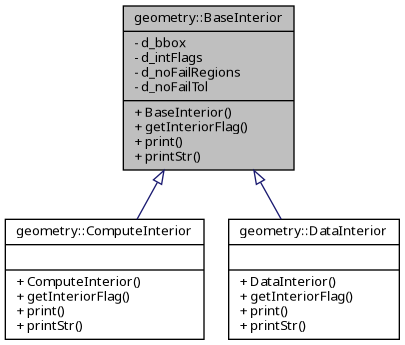 geometry::BaseInterior
- d_bbox
- d_intFlags
- d_noFailRegions
- d_noFailTol
+ BaseInterior()
+ getInteriorFlag()
+ print()
+ printStr()
geometry::ComputeInterior
+ ComputeInterior()
+ getInteriorFlag()
+ print()
+ printStr()
geometry::DataInterior
+ DataInterior()
+ getInteriorFlag()
+ print()
+ printStr()